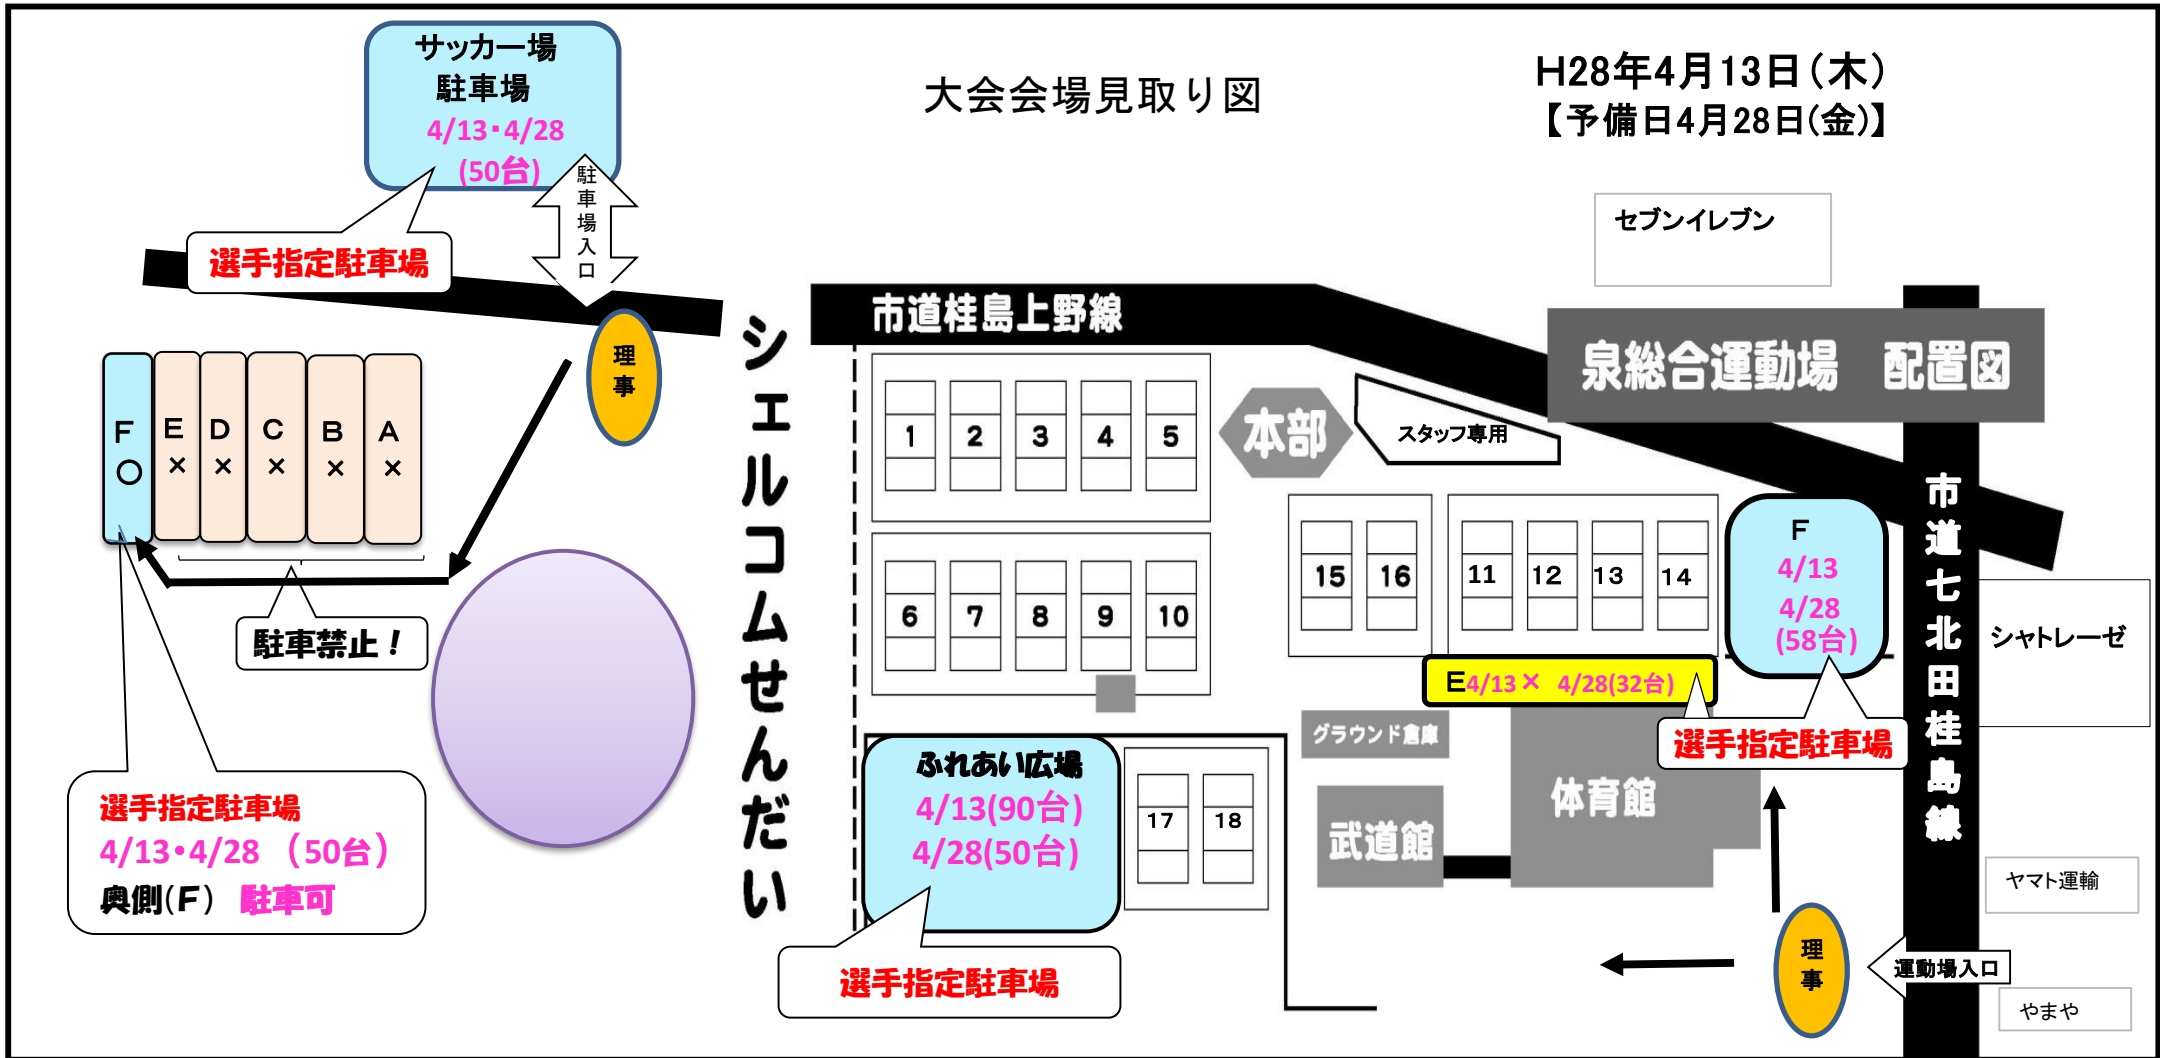 サッカー場
駐車場
4/13・4/28
(50台)
駐車場入口
選手指定駐車場
大会会場見取り図
H28年4月13日(木)
【予備日4月28日(金)】
セブンイレブン
泉総合運動場　配置図
市道桂島上野線
市道七北田桂島線
シェルコムせんだい
理事
F
○
E
×
D
×
C
×
B
×
A
×
駐車禁止！
選手指定駐車場
4/13・4/28 （50台）
奥側(F) 駐車可
1
2
3
4
5
本部
スタッフ専用
6
7
8
9
10
15
16
11
12
13
14
F
4/13
4/28
(58台)
E4/13× 4/28(32台)
選手指定駐車場
シャトレーゼ
グラウンド倉庫
体育館
武道館
ふれあい広場
4/13(90台)
4/28(50台)
17
18
選手指定駐車場
理事
運動場入口
ヤマト運輸
やまや